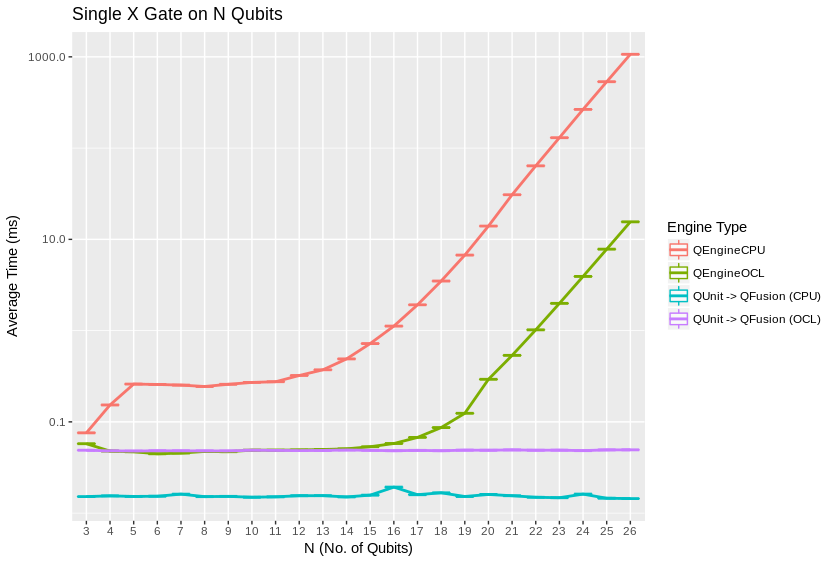 Single X Gate on N Qubits
Average Time (ms)
1000.0
10.0
0.1
3 4 5 6 7 8 9 10 11 12 13 14 15 16 17 18 19 20 21 22 23 24 25 26
N (No. of Qubits)
Engine Type
QEngineCPU
QEngineOCL
QUnit -> QFusion (CPU)
QUnit -> QFusion (OCL)